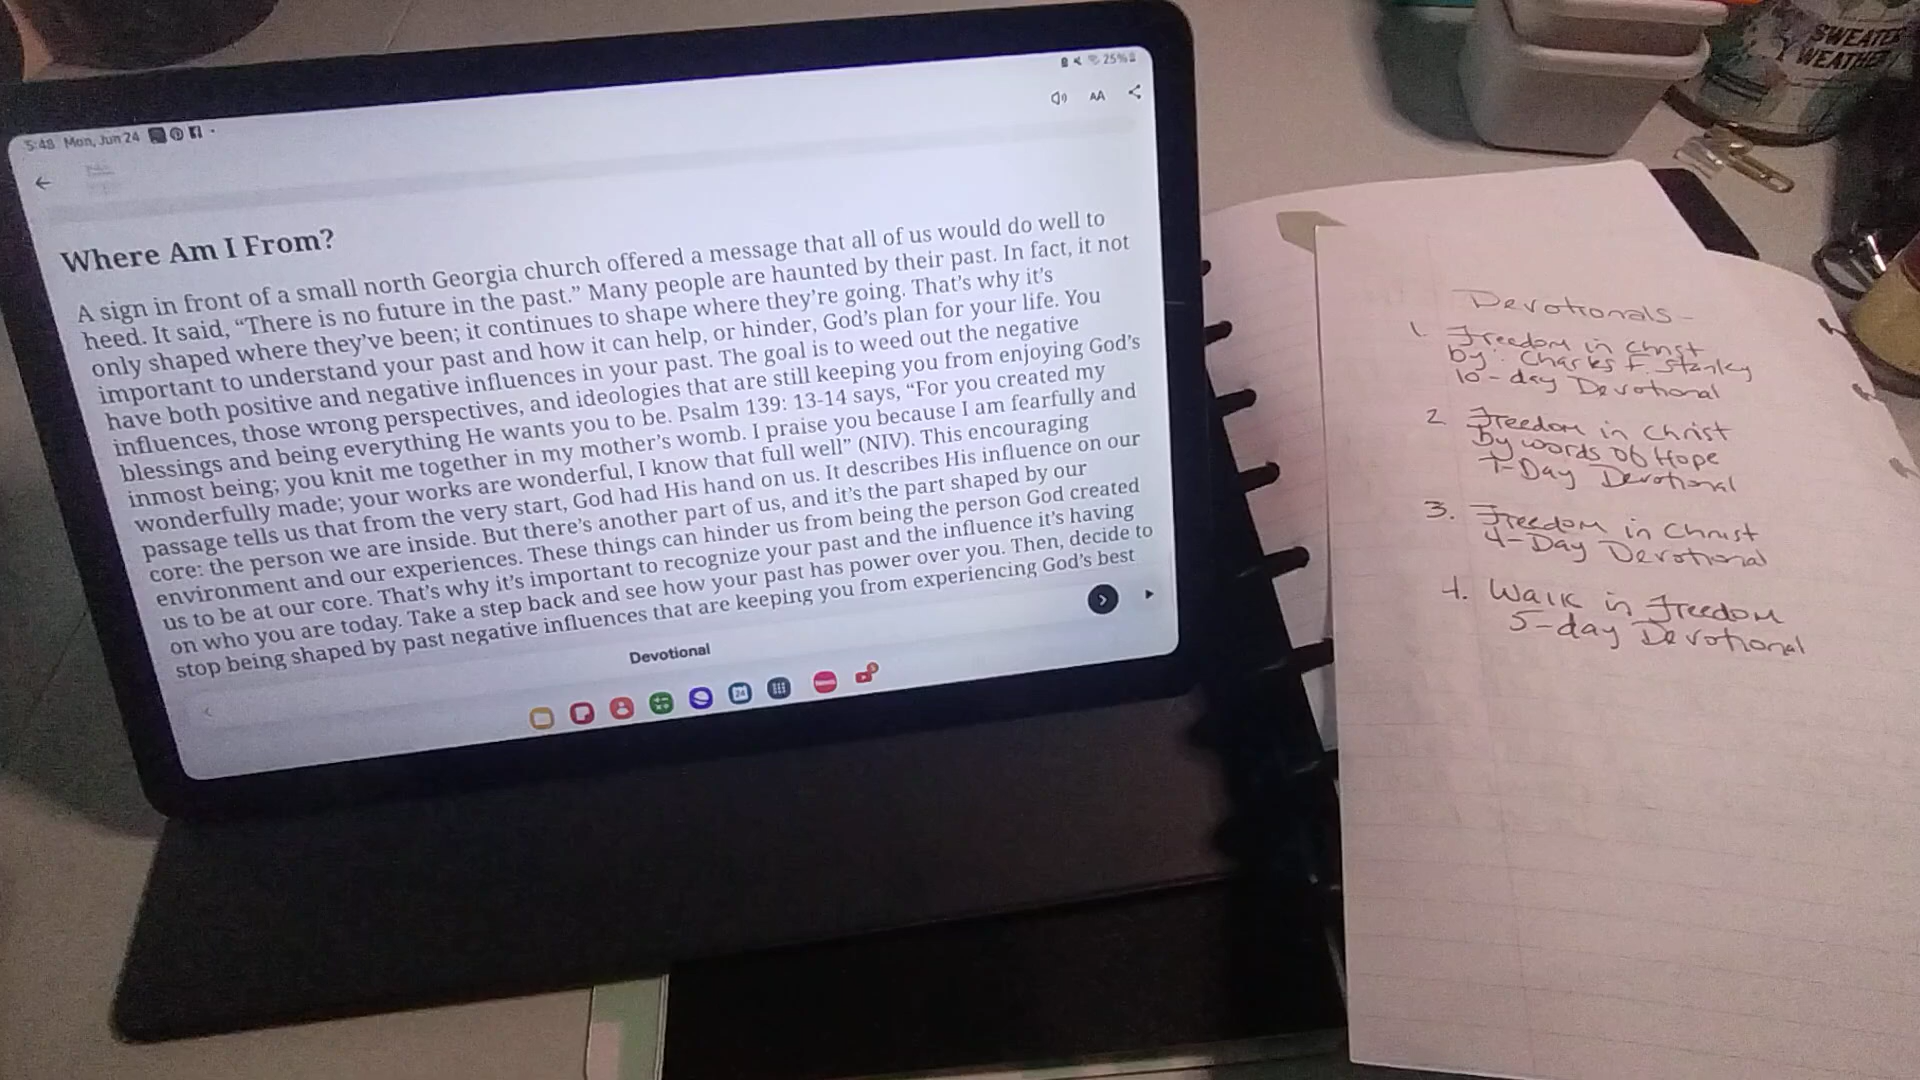 5:48 Mon, Jun 24
25%
AA
Where Am I From?
A sign in front of a small north Georgia church offered a message that all of us would do well to
heed. It said, “There is no future in the past.” Many people are haunted by their past. In fact, it not
only shaped where they’ve been; it continues to shape where they’re going. That’s why it’s
important to understand your past and how it can help, or hinder, God’s plan for your life. You
have both positive and negative influences in your past. The goal is to weed out the negative
influences, those wrong perspectives, and ideologies that are still keeping you from enjoying God’s
blessings and being everything He wants you to be. Psalm 139: 13-14 says, “For you created my
inmost being; you knit me together in my mother’s womb. I praise you because I am fearfully and
wonderfully made; your works are wonderful, I know that full well” (NIV). This encouraging
passage tells us that from the very start, God had His hand on us. It describes His influence on our
core: the person we are inside. But there’s another part of us, and it’s the part shaped by our
environment and our experiences. These things can hinder us from being the person God created
us to be at our core. That’s why it’s important to recognize your past and the influence it’s having
on who you are today. Take a step back and see how your past has power over you. Then, decide to
stop being shaped by past negative influences that are keeping you from experiencing God’s best
Devotional
24
SWEATER
WEATHER
Devotionals-
1. Freedom in Christ
by: Charles F. Stanley
10-day Devotional
2 Freedom in Christ
By words of Hope
7-Day Devotional
3. Freedom in Christ
4-Day Devotional
4. Walk in Freedom
5-day Devotional